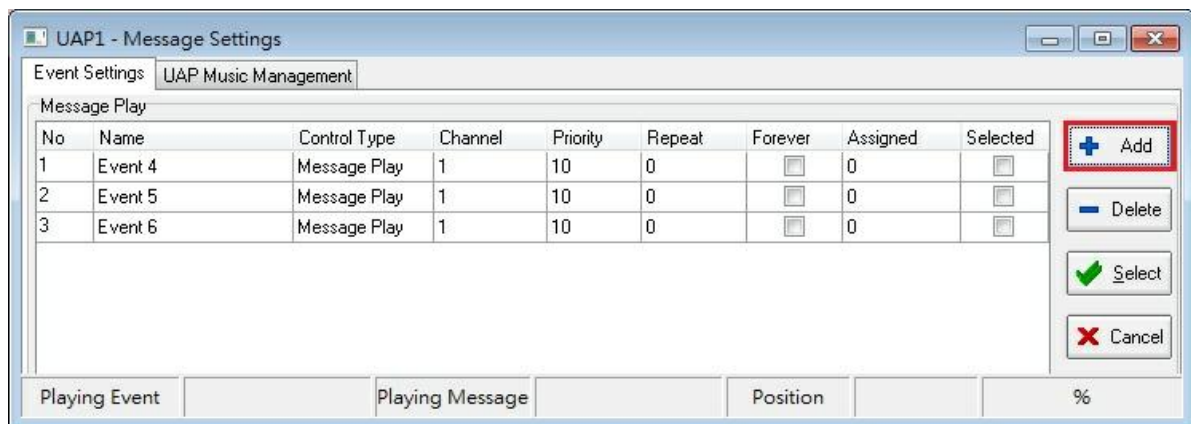 UAP1 - Message Settings
Event Settings UAP Music Management
Message Play
No Name Control Type Channel Priority Repeat Forever Assigned Selected
1 Event 4 Message Play 1 10 0 0
2 Event 5 Message Play 1 10 0 0
3 Event 6 Message Play 1 10 0 0
Add
Delete
Select
Cancel
Playing Event Playing Message Position %